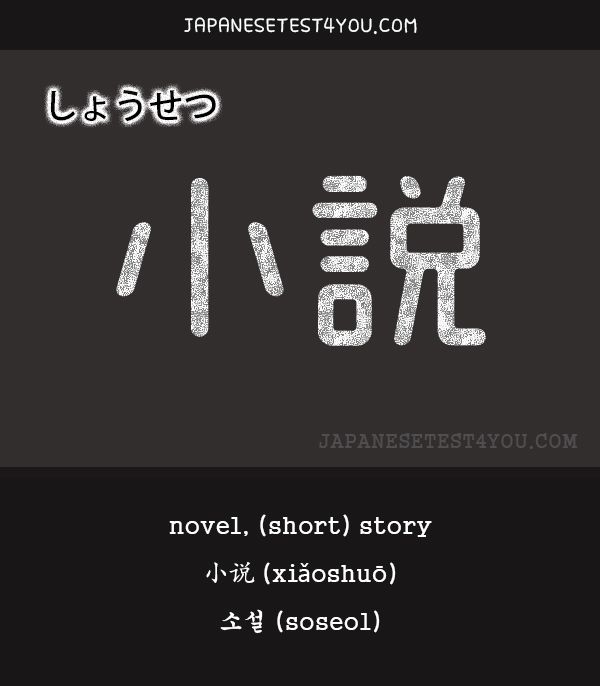 JAPANESETEST4YOU.COM
しょうせつ
小説
JAPANESETEST4YOU.COM
novel, (short) story
小说 (xiǎoshuō)
소설 (soseol)